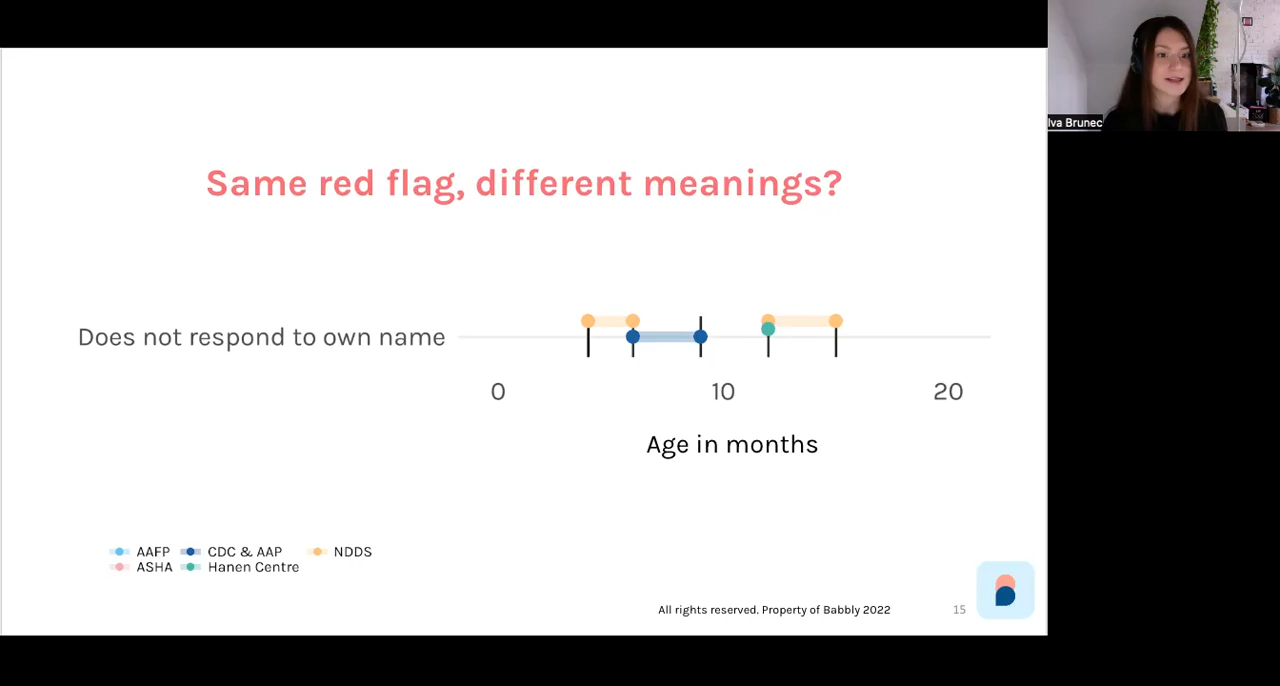 Iva Brunec
Same red flag, different meanings?
Does not respond to own name
0 10 20
Age in months
AAFP CDC & AAP NDDS
ASHA Hanen Centre
All rights reserved. Property of Babbly 2022 15